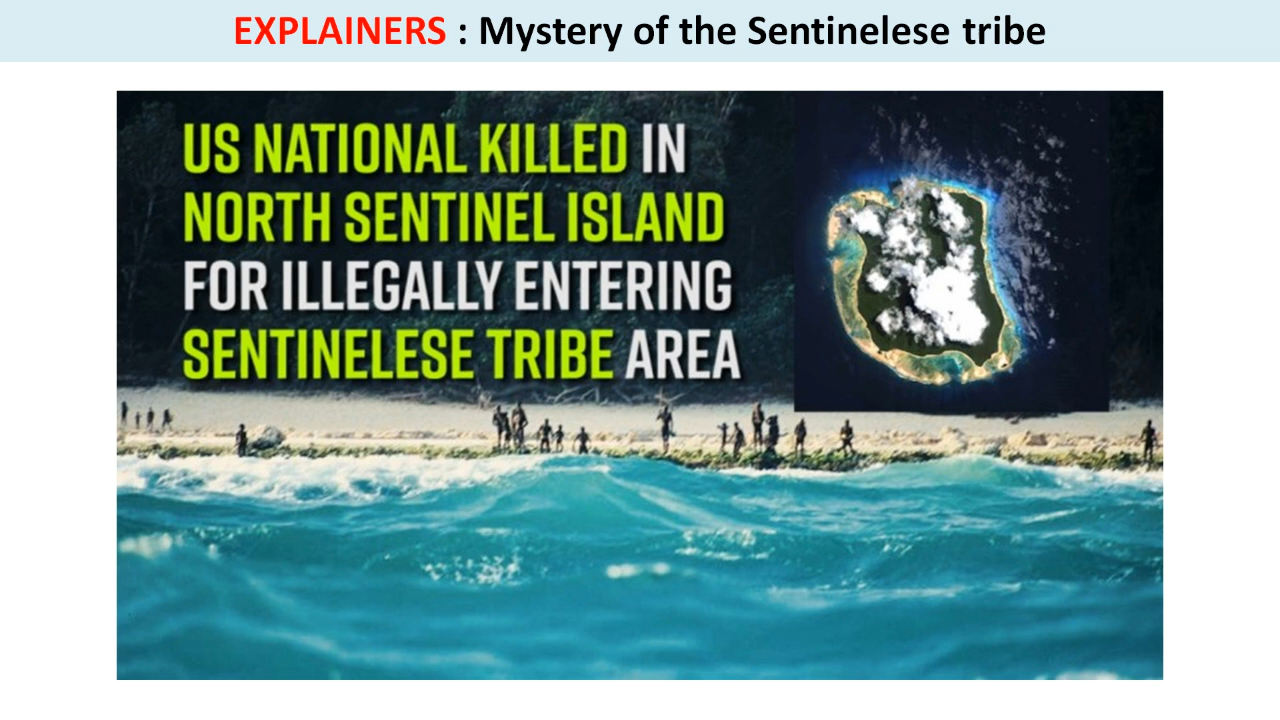 EXPLAINERS : Mystery of the Sentinelese tribe
US NATIONAL KILLED IN
NORTH SENTINEL ISLAND
FOR ILLEGALLY ENTERING
SENTINELESE TRIBE AREA